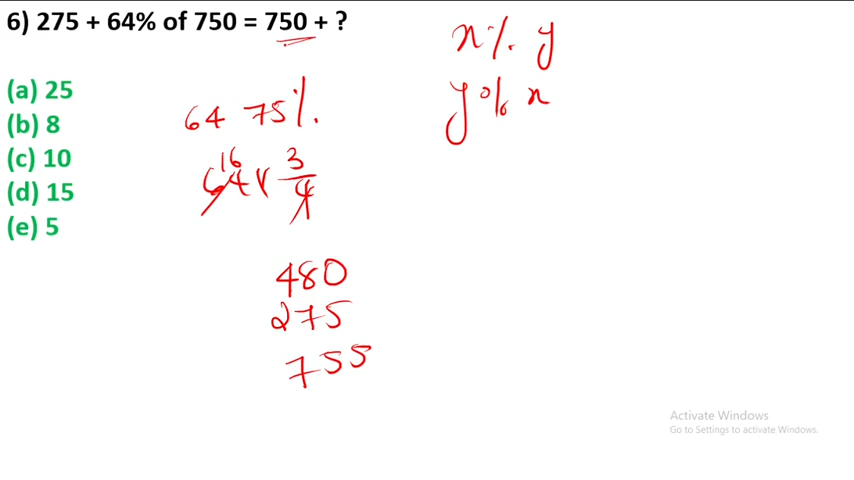 6) 275 + 64% of 750 = 750 + ?
x% y
y% x
(a) 25
(b) 8
(c) 10
(d) 15
(e) 5
64 75%.
16
64 x 3/4
480
275
755
Activate Windows
Go to Settings to activate Windows.